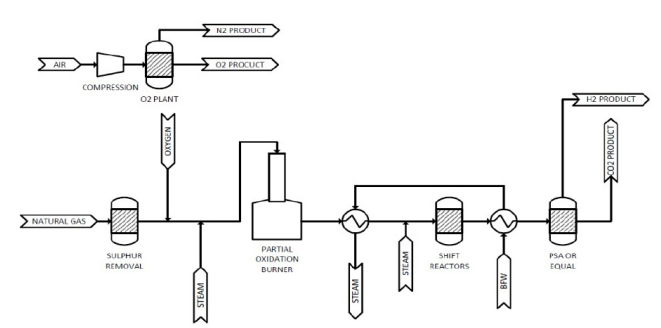 N2 PRODUCT
AIR
O2 PROCUCT
COMPRESSION
O2 PLANT
H2 PRODUCT
OXYGEN
CO2 PRODUCT
NATURAL GAS
SULPHUR
REMOVAL
STEAM
PARTIAL
OXIDATION
BURNER
STEAM
STEAM
SHIFT
REACTORS
BFW
PSA OR
EQUAL